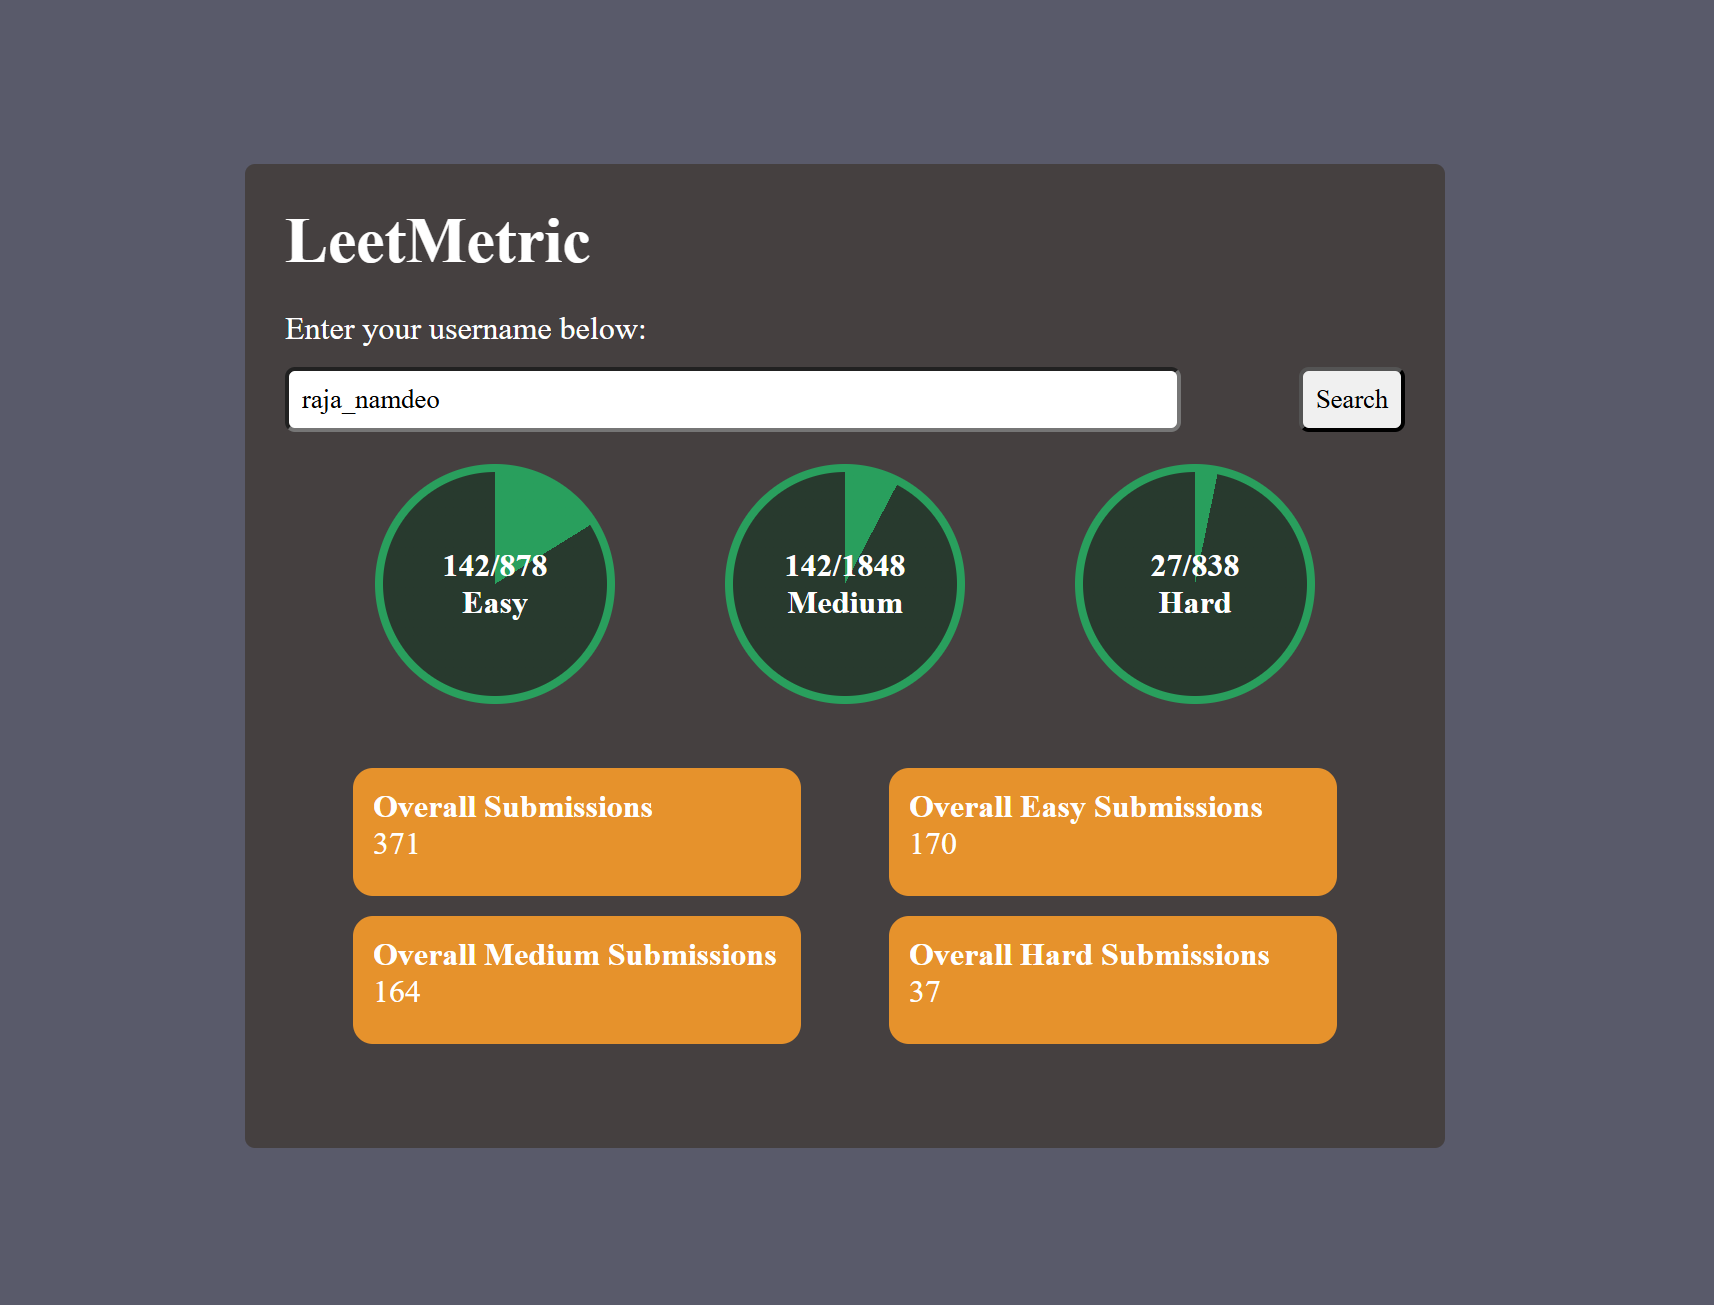 LeetMetric
Enter your username below:
raja_namdeo
Search
142/878
Easy
142/1848
Medium
27/838
Hard
Overall Submissions
371
Overall Easy Submissions
170
Overall Medium Submissions
164
Overall Hard Submissions
37